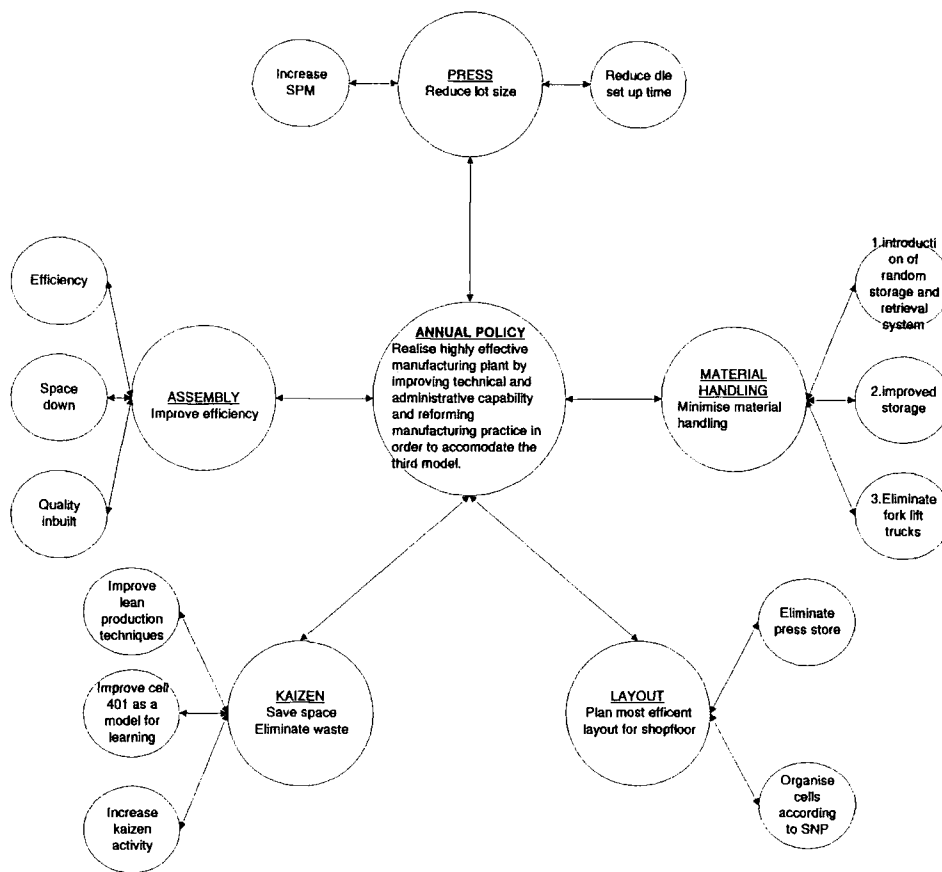 Increase
SPM
PRESS
Reduce lot size
Reduce die
set up time
Efficiency
Space
down
Quality
inbuilt
ASSEMBLY
Improve efficiency
ANNUAL POLICY
Realise highly effective
manufacturing plant by
improving technical and
administrative capability
and reforming
manufacturing practice in
order to accomodate the
third model.
MATERIAL
HANDLING
Minimise material
handling
1.introducti
on of
random
storage and
retrieval
system
2.improved
storage
3.Eliminate
fork lift
trucks
Improve
lean
production
techniques
Improve cell
401 as a
model for
learning
Increase
kaizen
activity
KAIZEN
Save space
Eliminate waste
LAYOUT
Plan most efficent
layout for shopfloor
Eliminate
press store
Organise
cells
according
to SNP